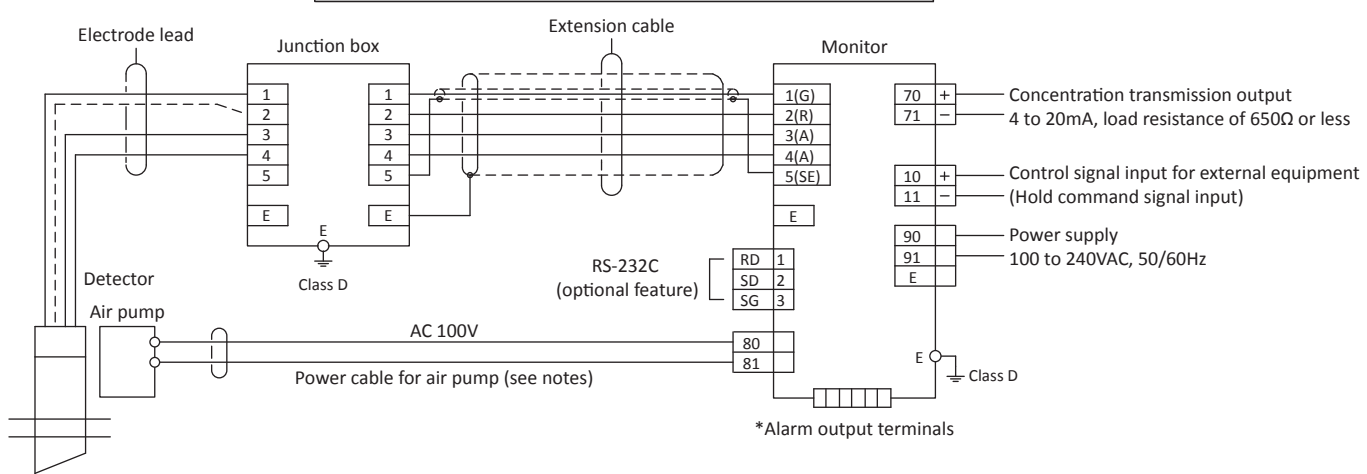 Electrode lead
Extension cable
Junction box
Monitor
1
2
3
4
5
E
1
2
3
4
5
E
E
Class D
1(G)
2(R)
3(A)
4(A)
5(SE)
E
70 +
71 −
Concentration transmission output
4 to 20mA, load resistance of 650Ω or less
10 +
11 −
Control signal input for external equipment
(Hold command signal input)
90
91
E
Power supply
100 to 240VAC, 50/60Hz
RS-232C
(optional feature)
RD 1
SD 2
SG 3
Detector
Air pump
AC 100V
80
81
Power cable for air pump (see notes)
E
Class D
*Alarm output terminals